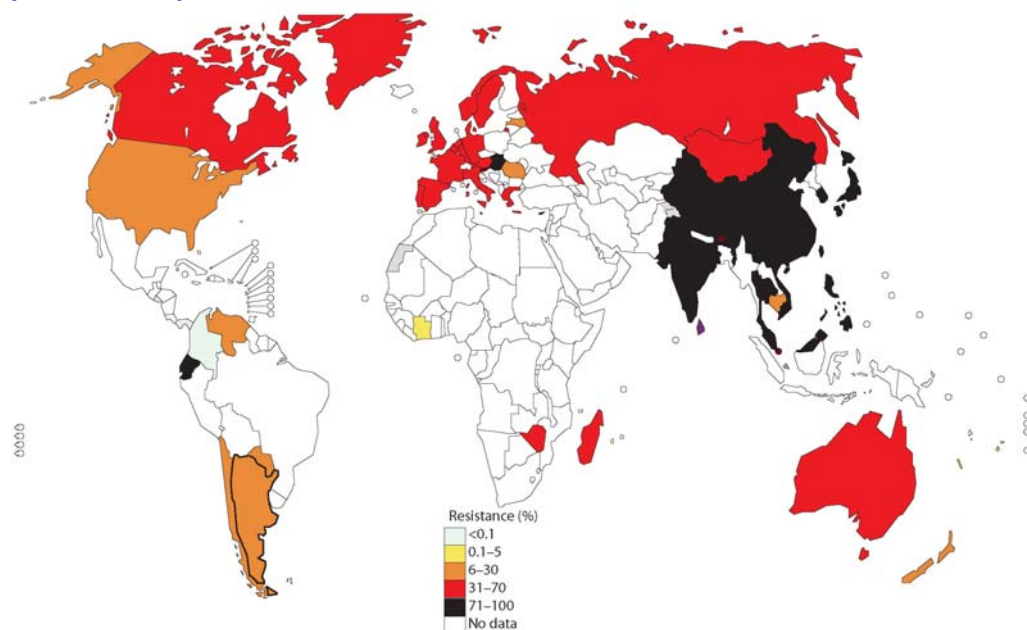 Resistance (%)
<0.1
0.1–5
6–30
31–70
71–100
No data